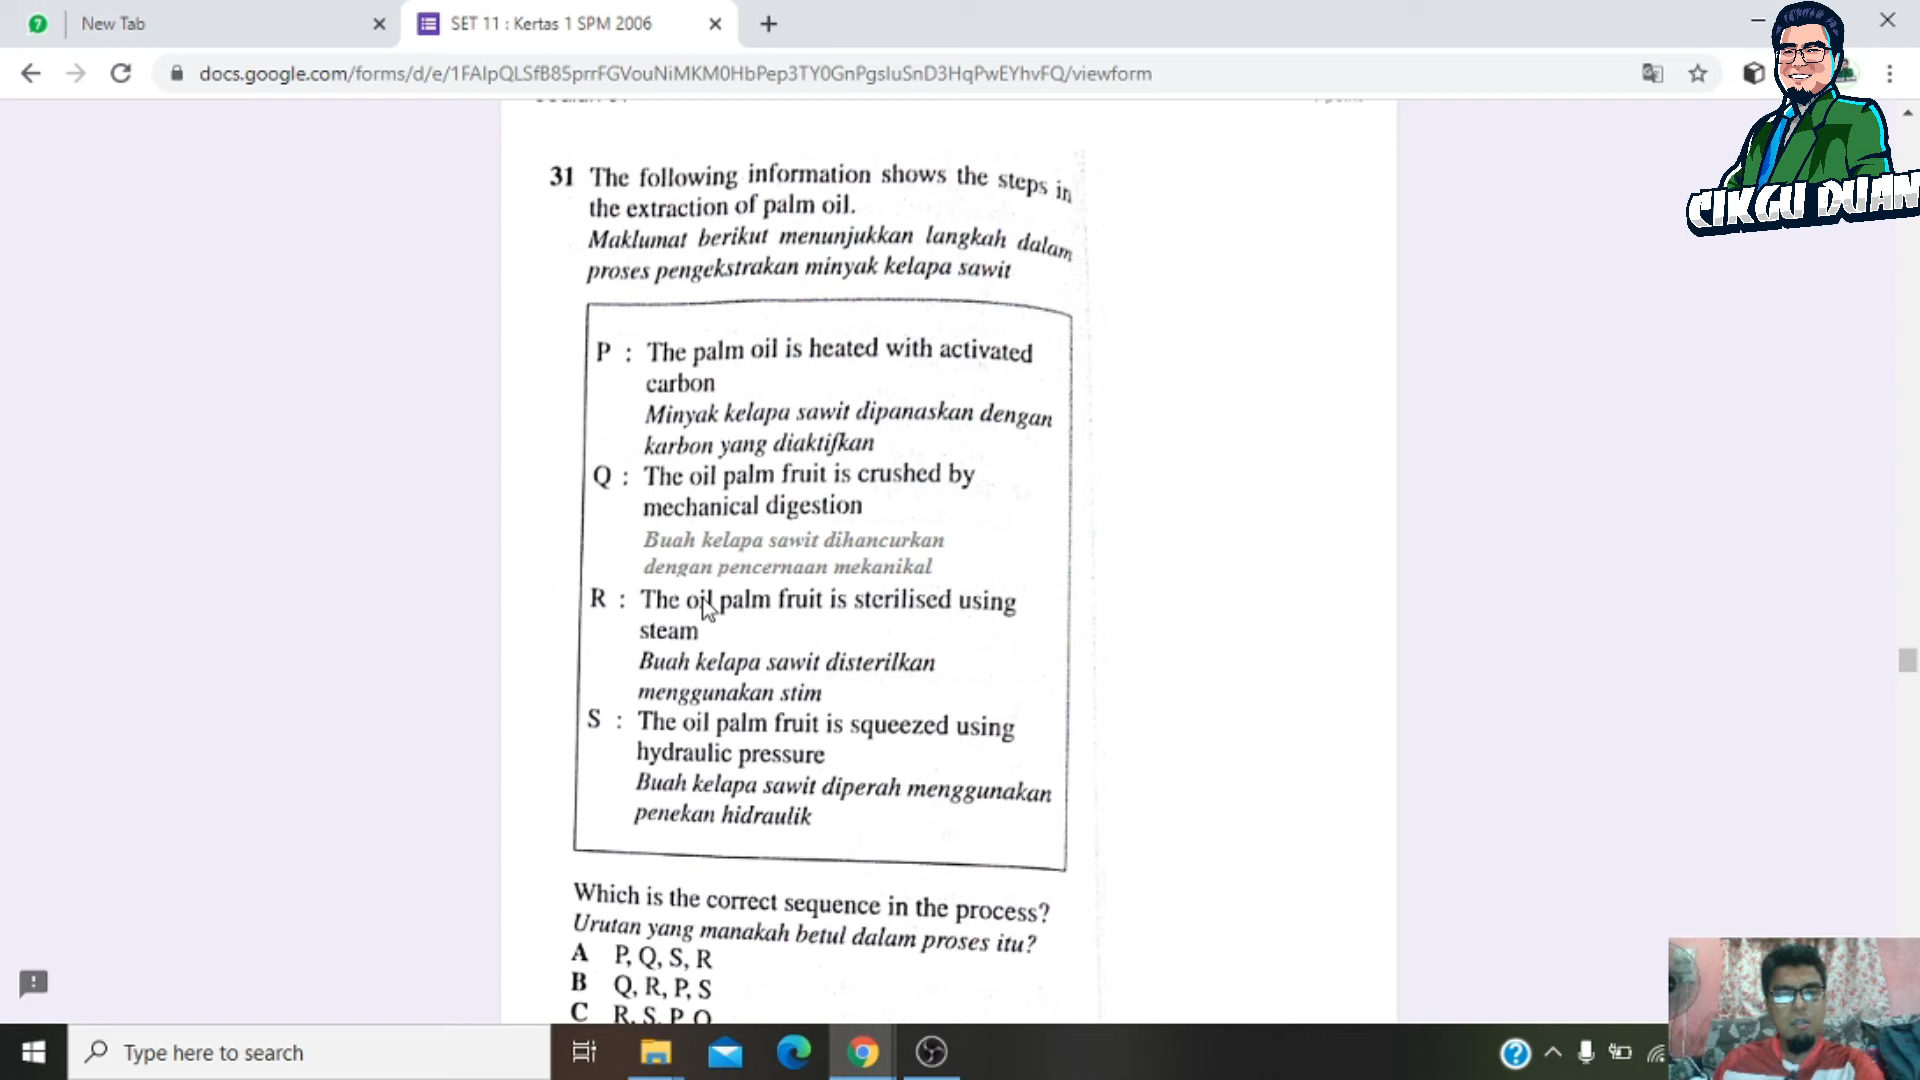 New Tab
SET 11 : Kertas 1 SPM 2006
docs.google.com/forms/d/e/1FAIpQLSfB85prrFGVouNiMKM0HbPep3TY0GnPgsIuSnD3HqPwEYhvFQ/viewform
CIKGU DUAN
31 The following information shows the steps in
the extraction of palm oil.
Maklumat berikut menunjukkan langkah dalam
proses pengekstrakan minyak kelapa sawit
P : The palm oil is heated with activated
carbon
Minyak kelapa sawit dipanaskan dengan
karbon yang diaktifkan
Q : The oil palm fruit is crushed by
mechanical digestion
Buah kelapa sawit dihancurkan
dengan pencernaan mekanikal
R : The oil palm fruit is sterilised using
steam
Buah kelapa sawit disterilkan
menggunakan stim
S : The oil palm fruit is squeezed using
hydraulic pressure
Buah kelapa sawit diperah menggunakan
penekan hidraulik
Which is the correct sequence in the process?
Urutan yang manakah betul dalam proses itu?
A P, Q, S, R
B Q, R, P, S
C R, S, P, Q
Type here to search